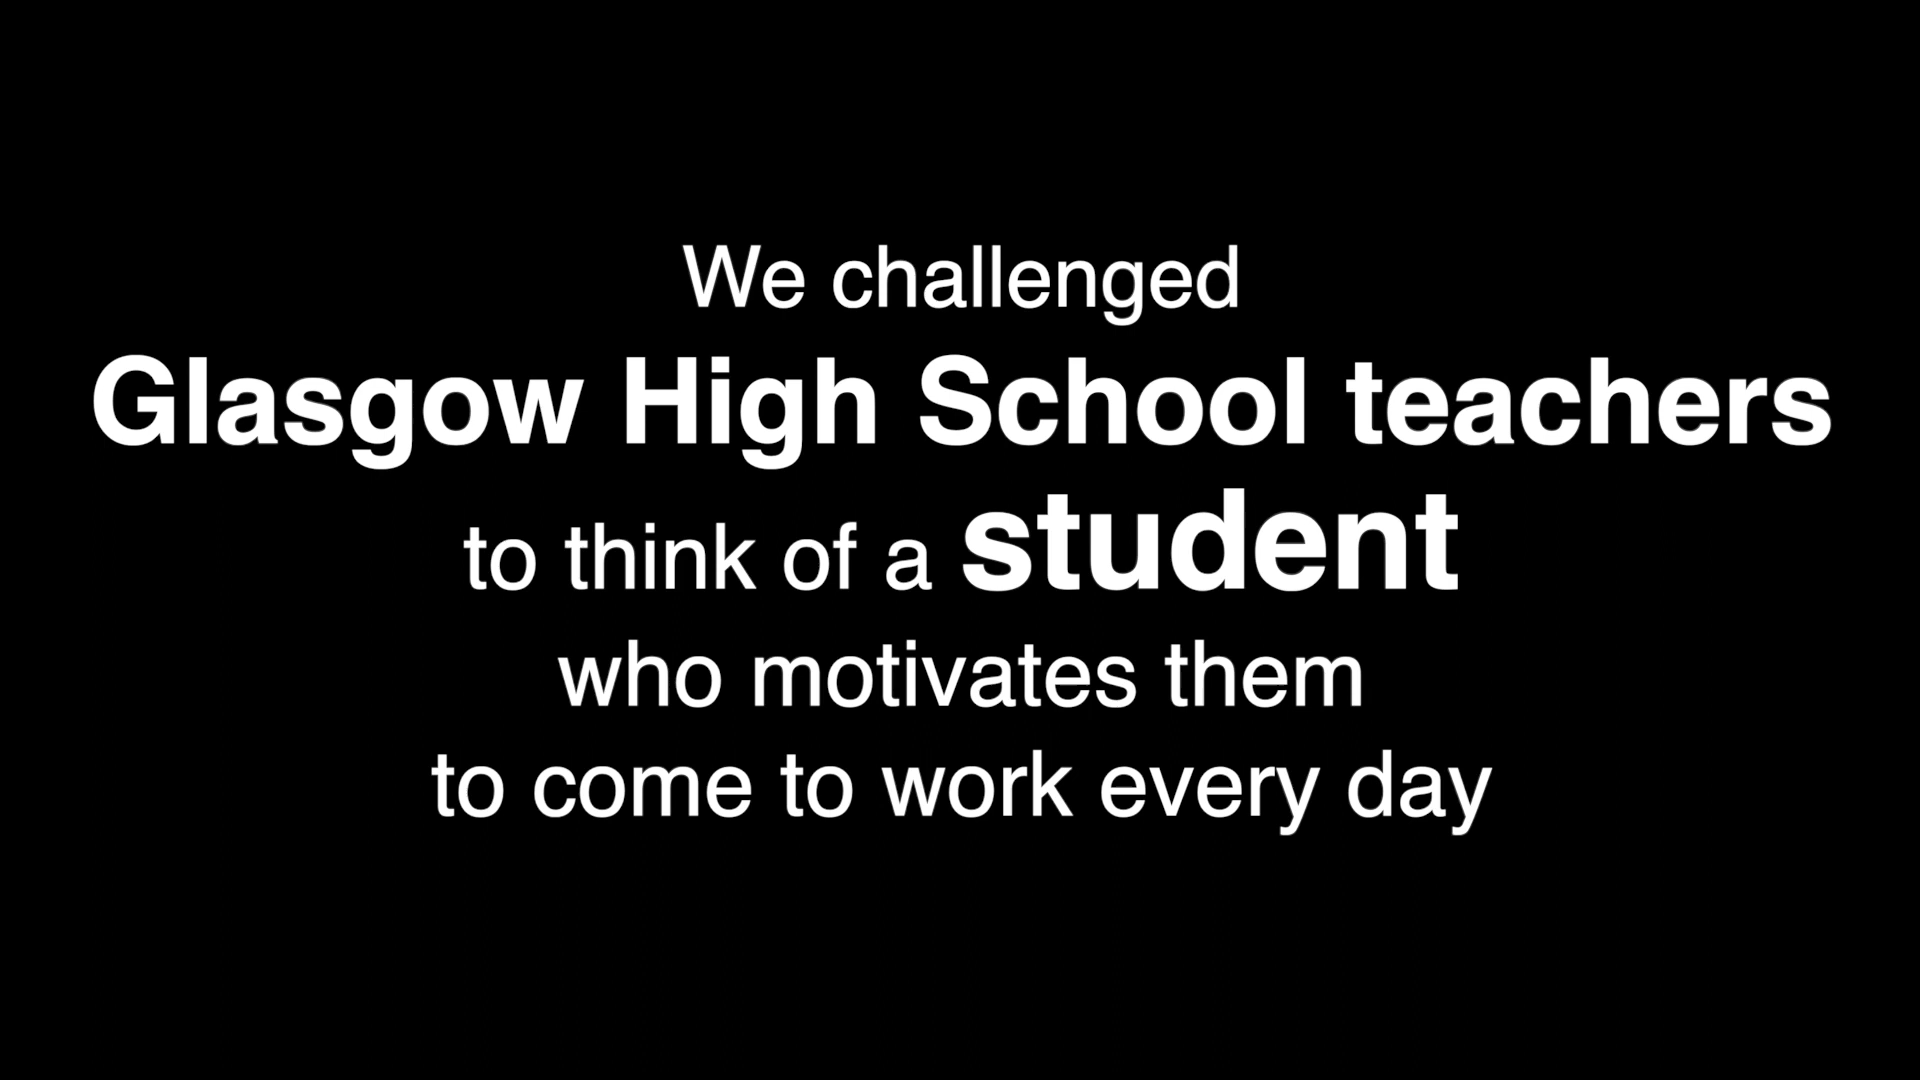 We challenged
Glasgow High School teachers
to think of a student
who motivates them
to come to work every day